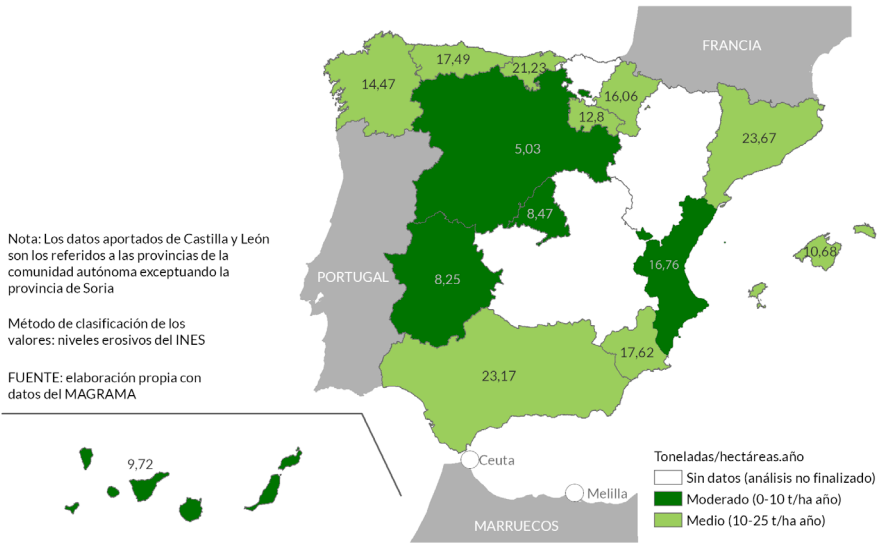 FRANCIA
17,49
21,23
14,47
16,06
12,8
23,67
5,03
8,47
Nota: Los datos aportados de Castilla y León
son los referidos a las provincias de la
comunidad autónoma exceptuando la
provincia de Soria
10,68
16,76
PORTUGAL
8,25
Método de clasificación de los
valores: niveles erosivos del INES
17,62
FUENTE: elaboración propia con
datos del MAGRAMA
23,17
9,72
Ceuta
Melilla
MARRUECOS
Toneladas/hectáreas.año
Sin datos (análisis no finalizado)
Moderado (0-10 t/ha año)
Medio (10-25 t/ha año)